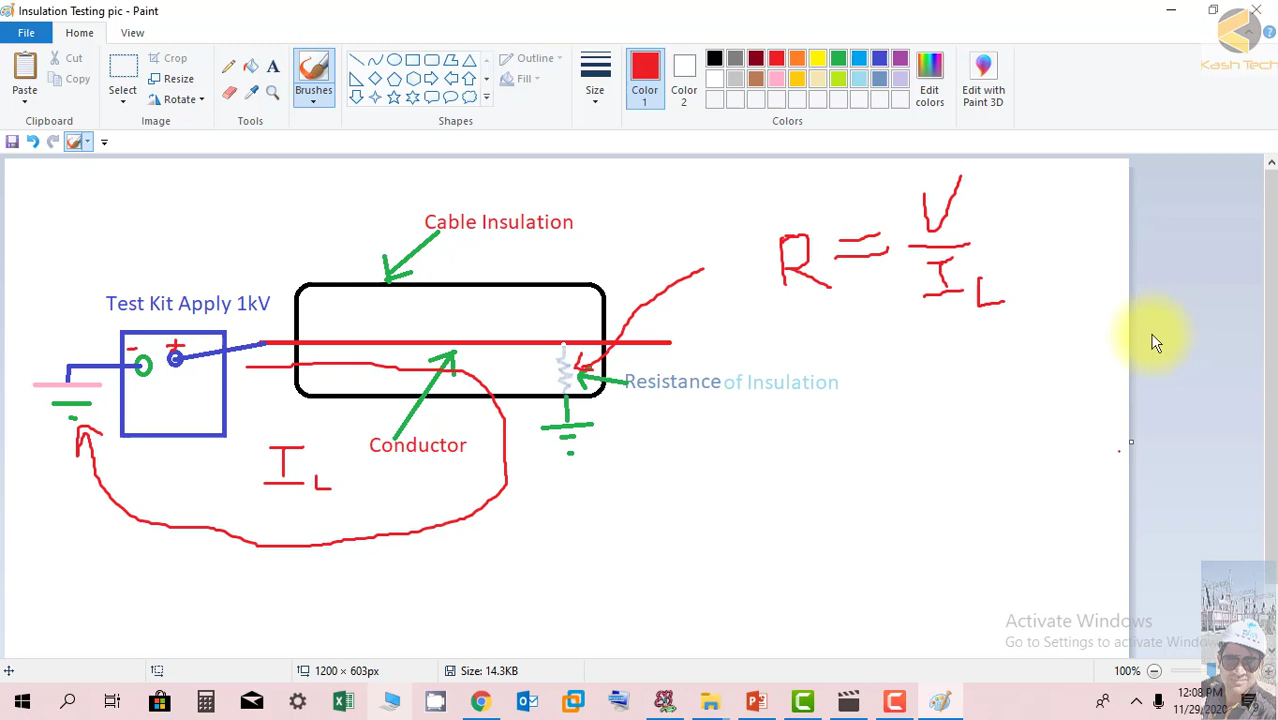 Insulation Testing pic - Paint
File Home View
Paste
Cut
Copy
Clipboard
Select
Crop
Resize
Rotate
Image
A
Tools
Brushes
Outline
Fill
Shapes
Size
Color 1
Color 2
Edit colors
Edit with Paint 3D
Colors
Kash Tech
Cable Insulation
R = V
I L
Test Kit Apply 1kV
- +
Resistance of Insulation
Conductor
I L
Activate Windows
Go to Settings to activate Windows
1200 × 603px
Size: 14.3KB
100%
12:08 PM
11/29/2020